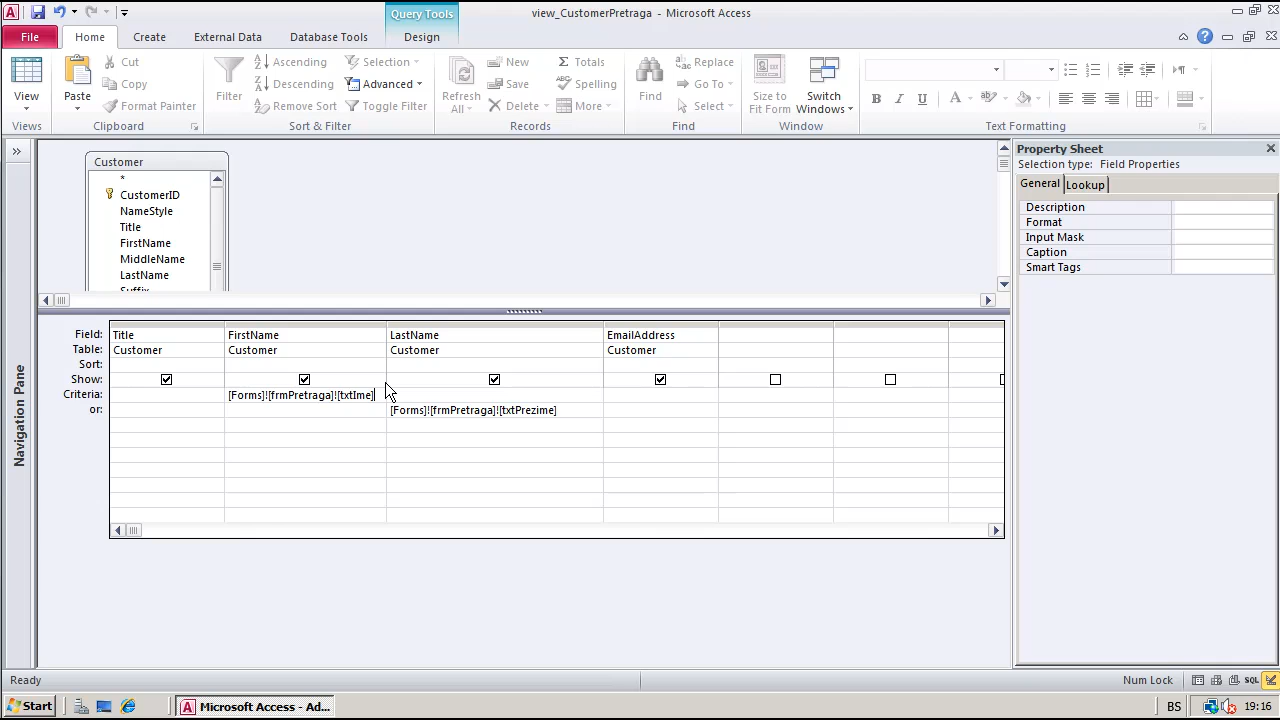 view_CustomerPretraga - Microsoft Access
Query Tools
File
Home
Create
External Data
Database Tools
Design
View
Views
Paste
Cut
Copy
Format Painter
Clipboard
Filter
Ascending
Descending
Remove Sort
Selection
Advanced
Toggle Filter
Sort & Filter
Refresh
All
New
Save
Delete
Totals
Spelling
More
Records
Find
Replace
Go To
Select
Find
Size to
Fit Form
Switch
Windows
Window
B I U
A
ab
Text Formatting
»
Navigation Pane
Customer
*
CustomerID
NameStyle
Title
FirstName
MiddleName
LastName
Suffix
Field: Title FirstName LastName EmailAddress
Table: Customer Customer Customer Customer
Sort:
Show:
Criteria: [Forms]![frmPretraga]![txtIme]
or: [Forms]![frmPretraga]![txtPrezime]
Property Sheet
Selection type: Field Properties
General
Lookup
Description
Format
Input Mask
Caption
Smart Tags
Ready
Num Lock
SQL
Start
Microsoft Access - Ad...
BS
19:16